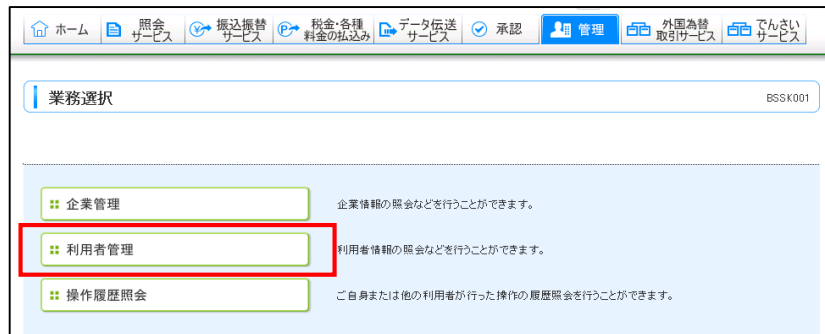 ホーム
照会
サービス
振込振替
サービス
税金・各種
料金の払込み
データ伝送
サービス
承認
管理
外国為替
取引サービス
でんさい
サービス
業務選択
BSSK001
企業管理
企業情報の照会などを行うことができます。
利用者管理
利用者情報の照会などを行うことができます。
操作履歴照会
ご自身または他の利用者が行った操作の履歴照会を行うことができます。